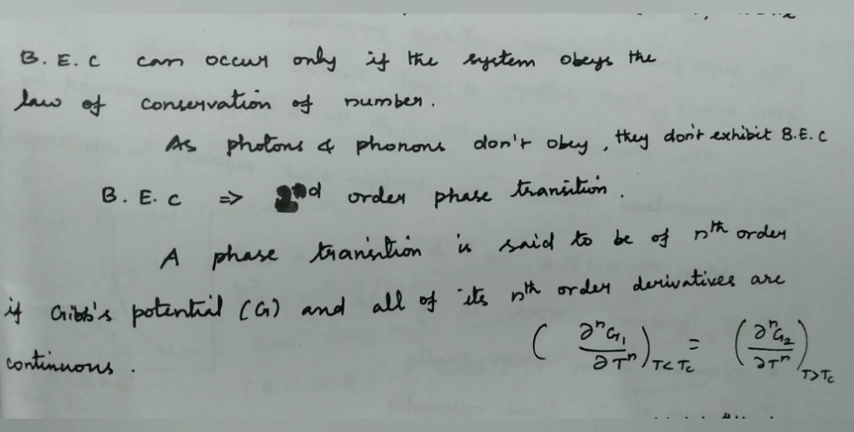 B. E. C can occur only if the system obeys the
law of conservation of number.
As photons & phonons don't oby, they don't exhibit B.E.C
B. E. C => 2nd order phase transition.
A phase transition is said to be of nth order
if Gibb's potential (G) and all of its nth order derivatives are
continuous. (∂ⁿG₁/∂Tⁿ)T<Tc = (∂ⁿG₂/∂Tⁿ)T>Tc